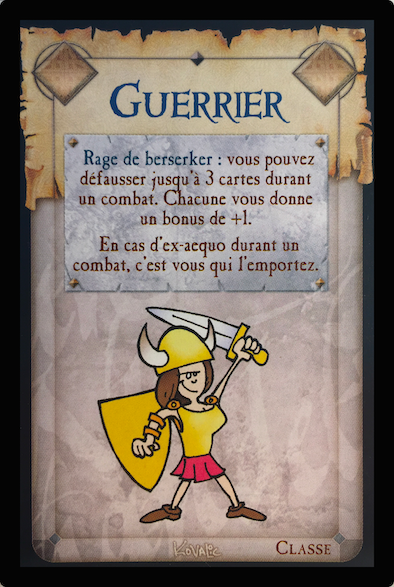 Guerrier
Rage de berserker : vous pouvez
défausser jusqu'à 3 cartes durant
un combat. Chacune vous donne
un bonus de +1.
En cas d'ex-aequo durant un
combat, c'est vous qui l'emportez.
Kovalic
Classe